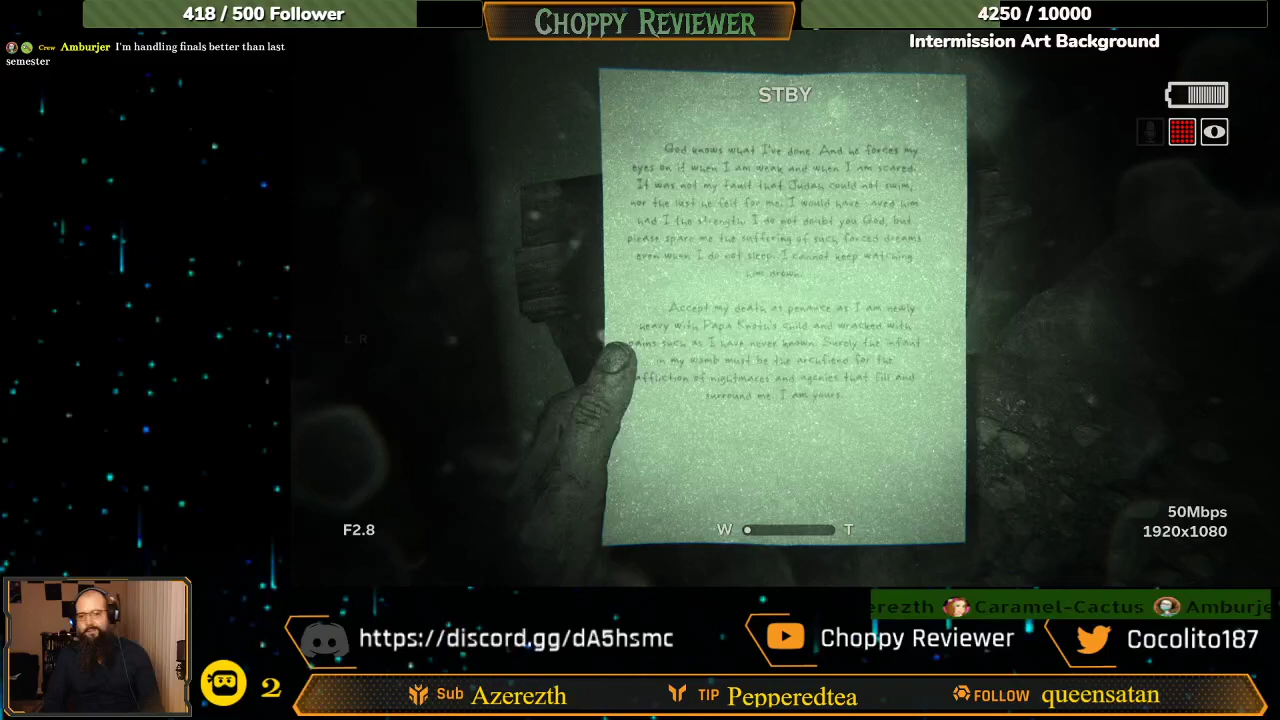 418 / 500 Follower
CHOPPY REVIEWER
4250 / 10000
Intermission Art Background
Crew Amburjer I'm handling finals better than last
semester
STBY
God knows what I've done. And he forces my
eyes on it when I am weak and when I am scared.
It was not my fault that Judah could not swim,
nor the lust he felt for me. I would have saved him
had I the strength. I do not doubt you God, but
please spare me the suffering of such forced dreams
even when I do not sleep. I cannot keep watching
him drown.
Accept my death as penance as I am newly
heavy with Papa Knoth's child and wracked with
pains such as I have never known. Surely the infant
in my womb must be the archfiend for the
affliction of nightmares and agonies that fill and
surround me. I am yours.
L R
F2.8
W T
50Mbps
1920x1080
erezth Caramel-Cactus Amburje
https://discord.gg/dA5hsmc
Choppy Reviewer
Cocolito187
2
Sub Azerezth
TIP Pepperedtea
FOLLOW queensatan